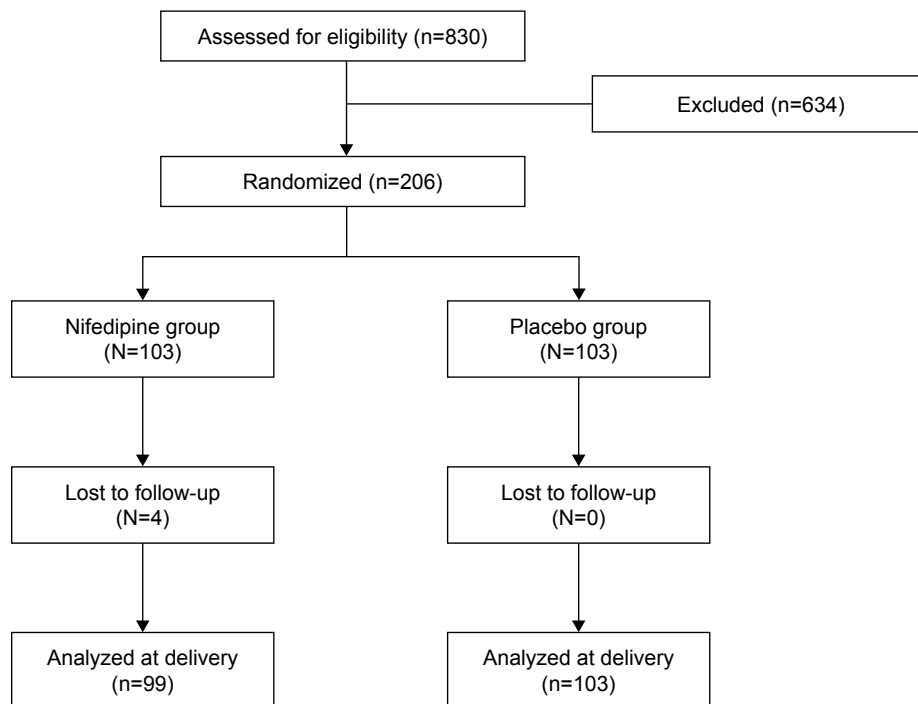 Assessed for eligibility (n=830)
Excluded (n=634)
Randomized (n=206)
Nifedipine group
(N=103)
Placebo group
(N=103)
Lost to follow-up
(N=4)
Lost to follow-up
(N=0)
Analyzed at delivery
(n=99)
Analyzed at delivery
(n=103)